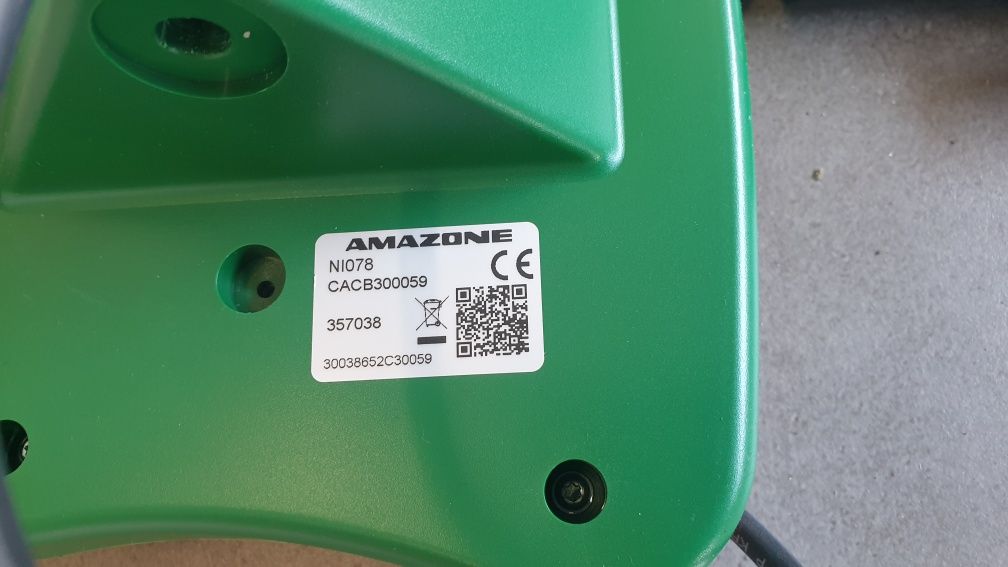 AMAZONE
NI078
CE
CACB300059
357038
30038652C30059